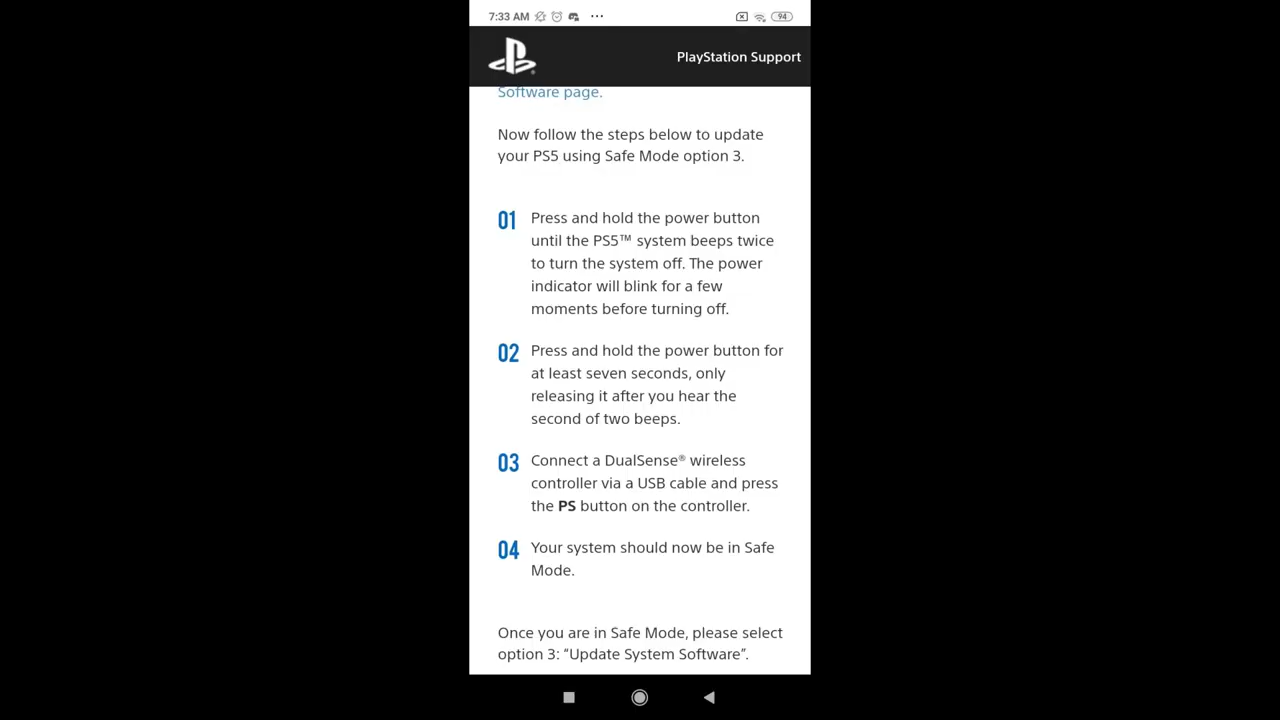 7:33 AM ... 94
PlayStation Support
Software page.
Now follow the steps below to update
your PS5 using Safe Mode option 3.
01 Press and hold the power button
until the PS5™ system beeps twice
to turn the system off. The power
indicator will blink for a few
moments before turning off.
02 Press and hold the power button for
at least seven seconds, only
releasing it after you hear the
second of two beeps.
03 Connect a DualSense® wireless
controller via a USB cable and press
the PS button on the controller.
04 Your system should now be in Safe
Mode.
Once you are in Safe Mode, please select
option 3: “Update System Software”.